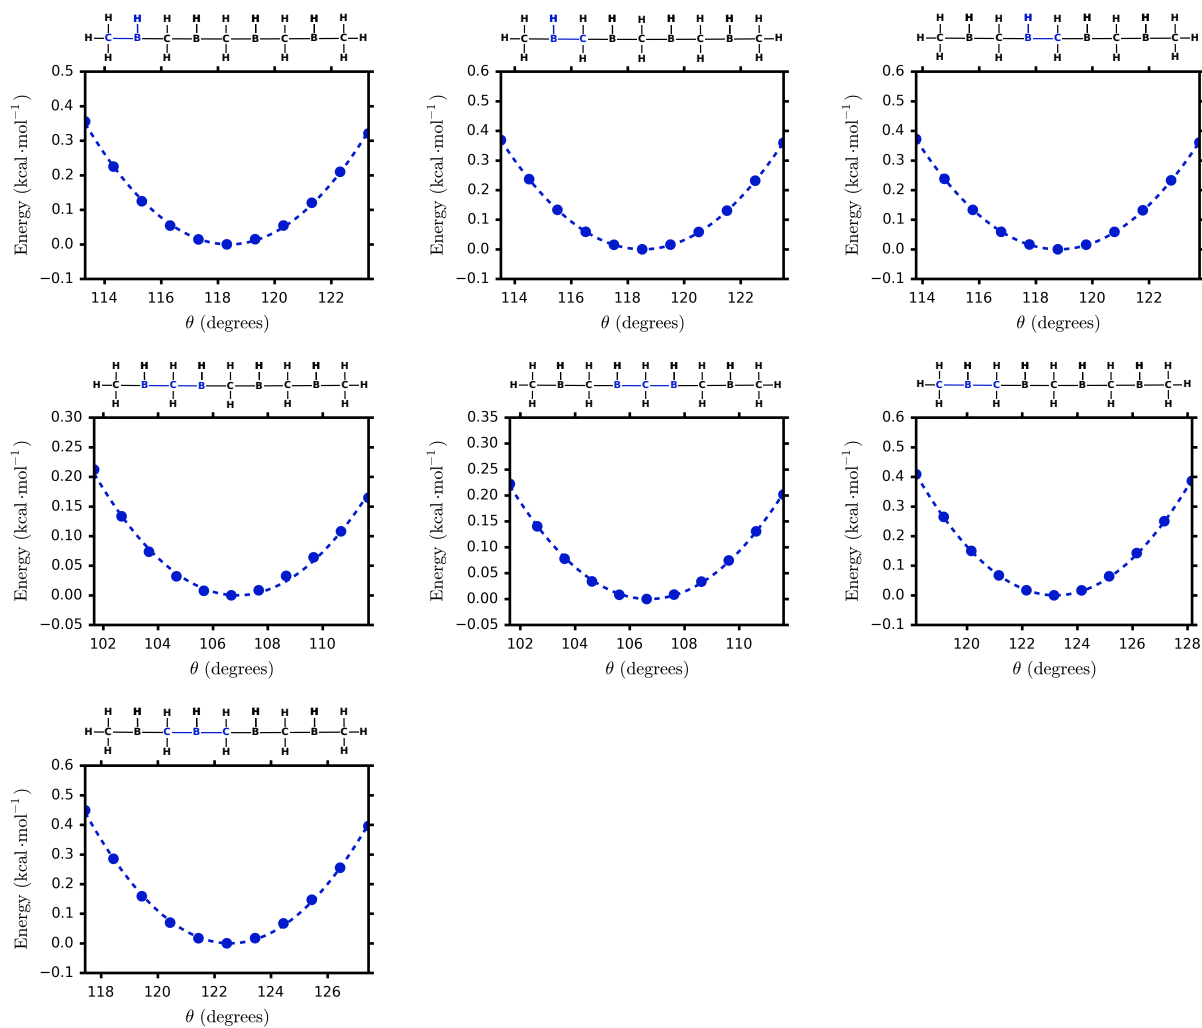 H H H H H H H H H
H C B C B C B C B C H
H H H H H
0.5
0.4
0.3
0.2
0.1
0.0
−0.1
Energy (kcal·mol⁻¹)
114 116 118 120 122
θ (degrees)
H H H H H H H H H
H C B C B C B C B C H
H H H H H
0.6
0.5
0.4
0.3
0.2
0.1
0.0
−0.1
Energy (kcal·mol⁻¹)
114 116 118 120 122
θ (degrees)
H H H H H H H H H
H C B C B C B C B C H
H H H H H
0.6
0.5
0.4
0.3
0.2
0.1
0.0
−0.1
Energy (kcal·mol⁻¹)
114 116 118 120 122
θ (degrees)
H H H H H H H H H
H C B C B C B C B C H
H H H H H
0.30
0.25
0.20
0.15
0.10
0.05
0.00
−0.05
Energy (kcal·mol⁻¹)
102 104 106 108 110
θ (degrees)
H H H H H H H H H
H C B C B C B C B C H
H H H H H
0.35
0.30
0.25
0.20
0.15
0.10
0.05
0.00
−0.05
Energy (kcal·mol⁻¹)
102 104 106 108 110
θ (degrees)
H H H H H H H H H
H C B C B C B C B C H
H H H H H
0.6
0.5
0.4
0.3
0.2
0.1
0.0
−0.1
Energy (kcal·mol⁻¹)
120 122 124 126 128
θ (degrees)
H H H H H H H H H
H C B C B C B C B C H
H H H H H
0.6
0.5
0.4
0.3
0.2
0.1
0.0
−0.1
Energy (kcal·mol⁻¹)
118 120 122 124 126
θ (degrees)